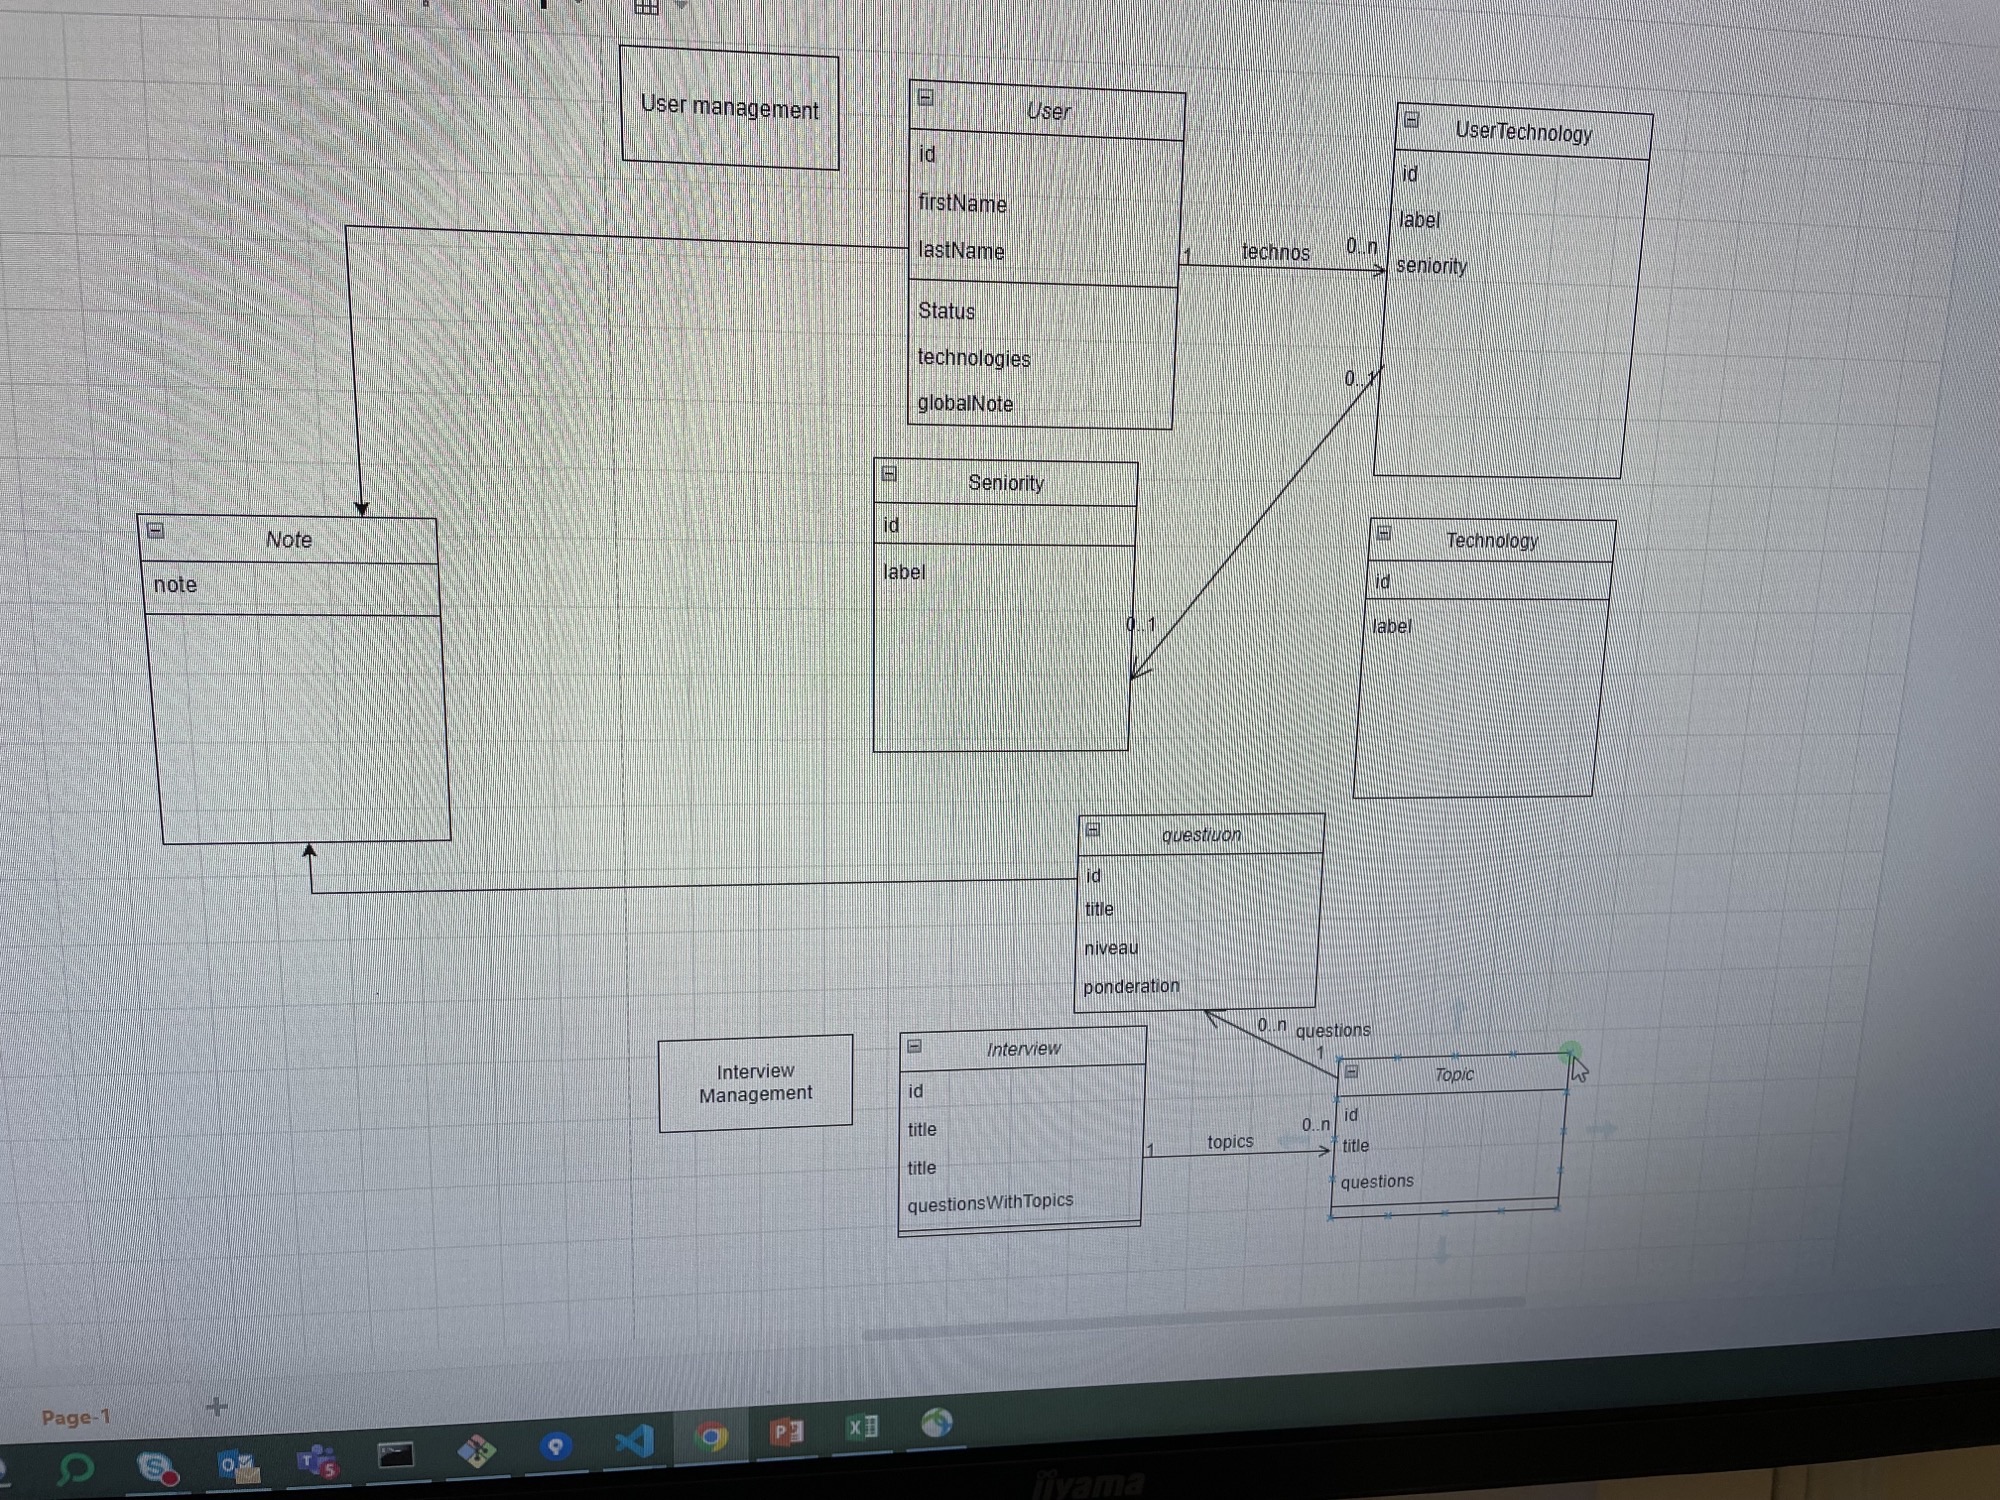 User management
User
id
firstName
lastName
Status
technologies
globalNote
1
technos
0..n
UserTechnology
id
label
seniority
0..1
Seniority
id
label
0..1
Note
note
Technology
id
label
questiuon
id
title
niveau
ponderation
0..n
questions
1
Interview
Management
Interview
id
title
title
questionsWithTopics
1
topics
0..n
Topic
id
title
questions
Page-1
iiyama